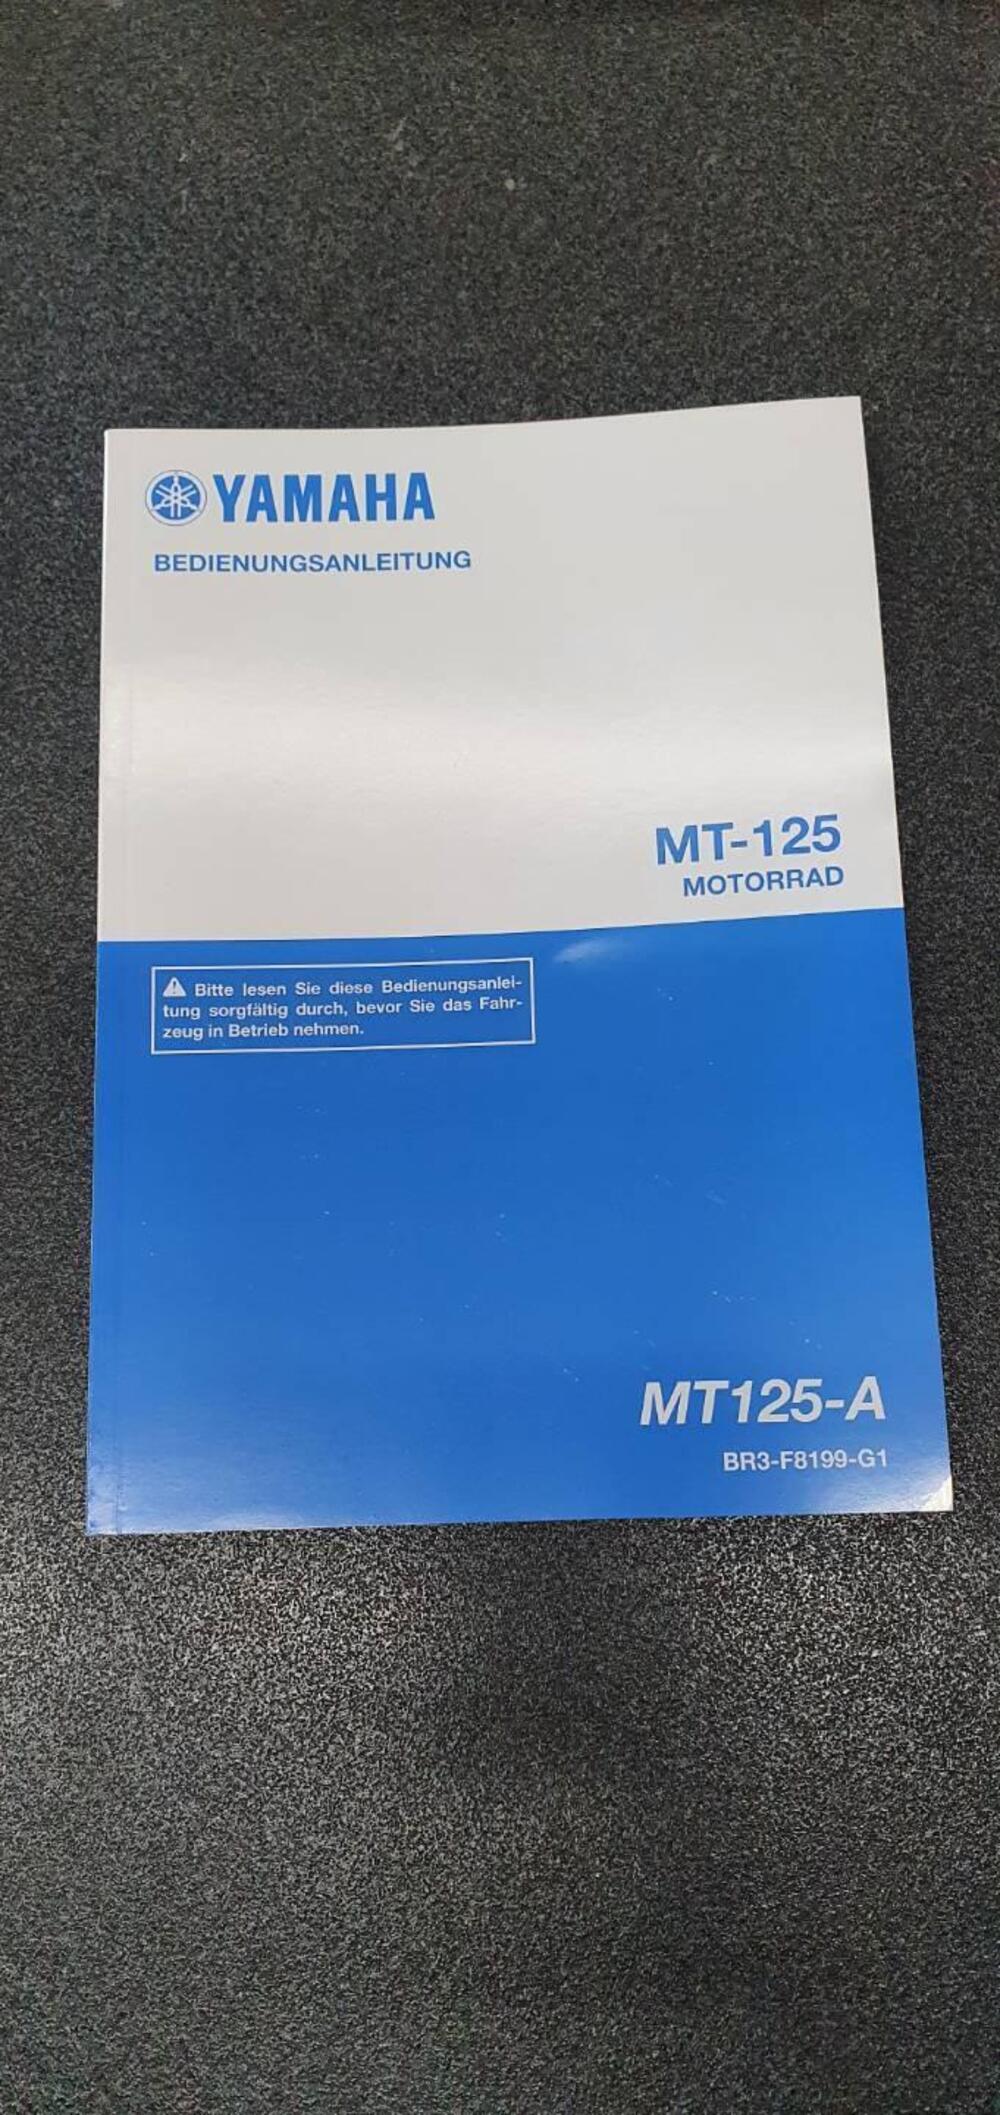 YAMAHA
BEDIENUNGSANLEITUNG
MT-125
MOTORRAD
Bitte lesen Sie diese Bedienungsanlei-
tung sorgfältig durch, bevor Sie das Fahr-
zeug in Betrieb nehmen.
MT125-A
BR3-F8199-G1